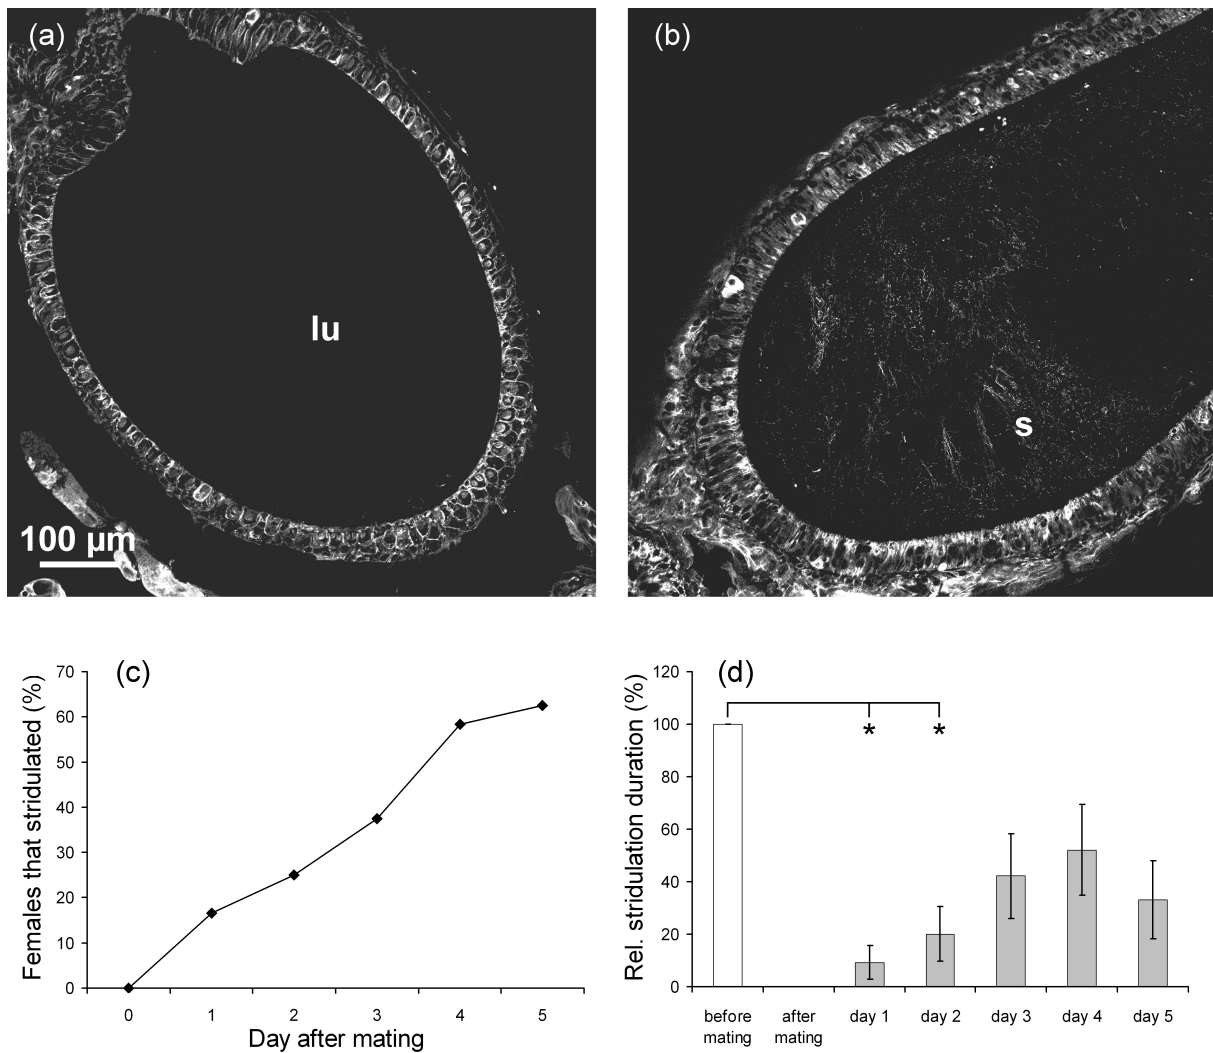 (a)
(b)
lu
s
100 µm
(c)
Females that stridulated (%)
70
60
50
40
30
20
10
0
0 1 2 3 4 5
Day after mating
(d)
Rel. stridulation duration (%)
120
100
80
60
40
20
0
* *
before mating
after mating
day 1 day 2 day 3 day 4 day 5